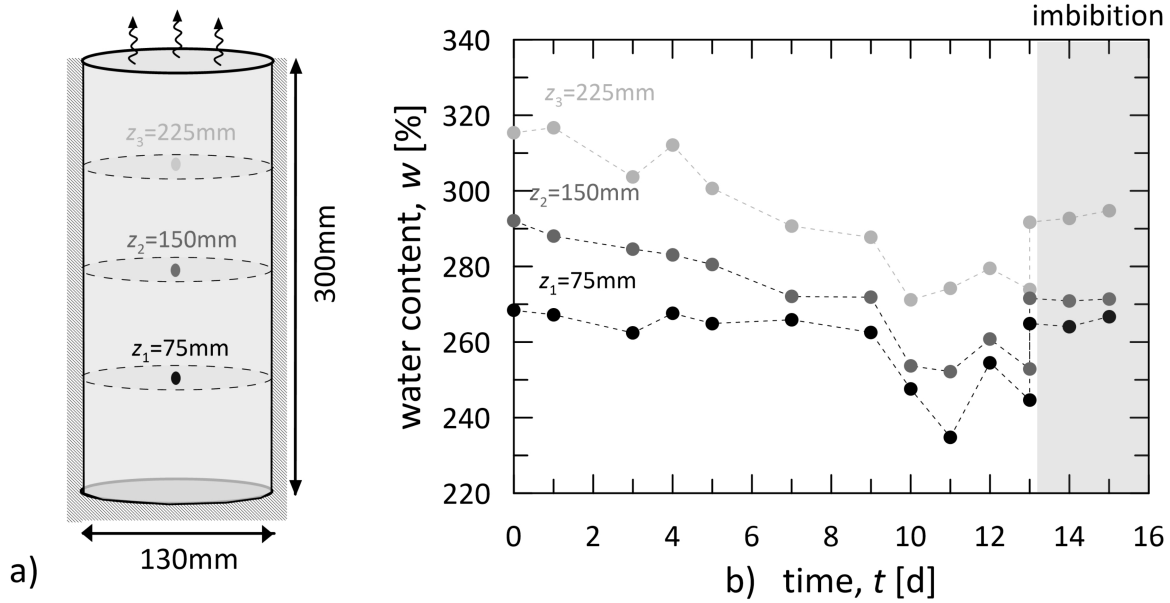 z3=225mm
z2=150mm
z1=75mm
300mm
130mm
a)
imbibition
340
320
300
280
260
240
220
water content, w [%]
z3=225mm
z2=150mm
z1=75mm
0 2 4 6 8 10 12 14 16
b) time, t [d]